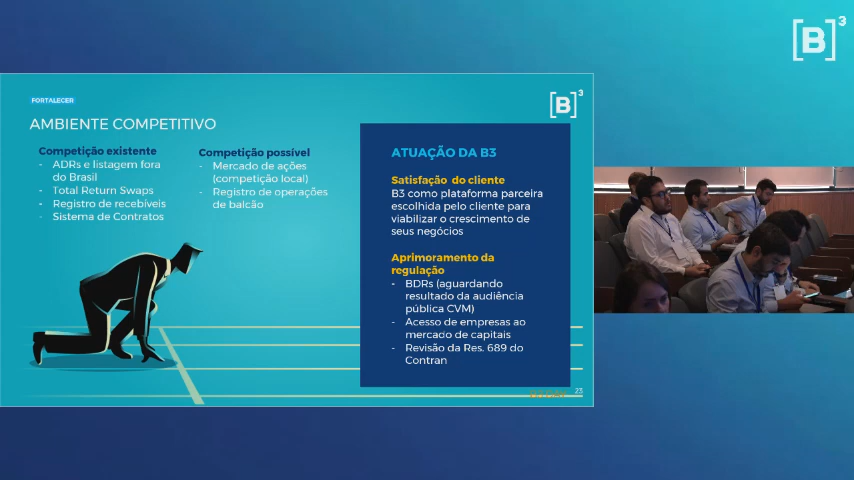 [B]³
FORTALECER
[B]³
AMBIENTE COMPETITIVO
Competição existente
- ADRs e listagem fora
do Brasil
- Total Return Swaps
- Registro de recebíveis
- Sistema de Contratos
Competição possível
- Mercado de ações
(competição local)
- Registro de operações
de balcão
ATUAÇÃO DA B3
Satisfação do cliente
B3 como plataforma parceira
escolhida pelo cliente para
viabilizar o crescimento de
seus negócios
Aprimoramento da
regulação
- BDRs (aguardando
resultado da audiência
pública CVM)
- Acesso de empresas ao
mercado de capitais
- Revisão da Res. 689 do
Contran
23